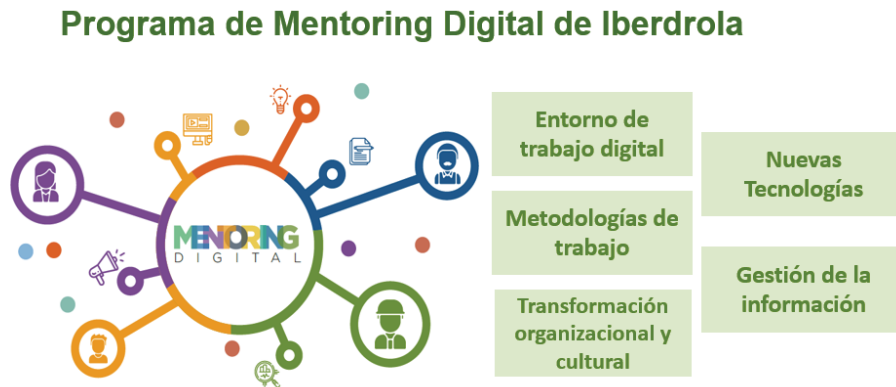 Programa de Mentoring Digital de Iberdrola
MENTORING
DIGITAL
Entorno de
trabajo digital
Metodologías de
trabajo
Transformación
organizacional y
cultural
Nuevas
Tecnologías
Gestión de la
información